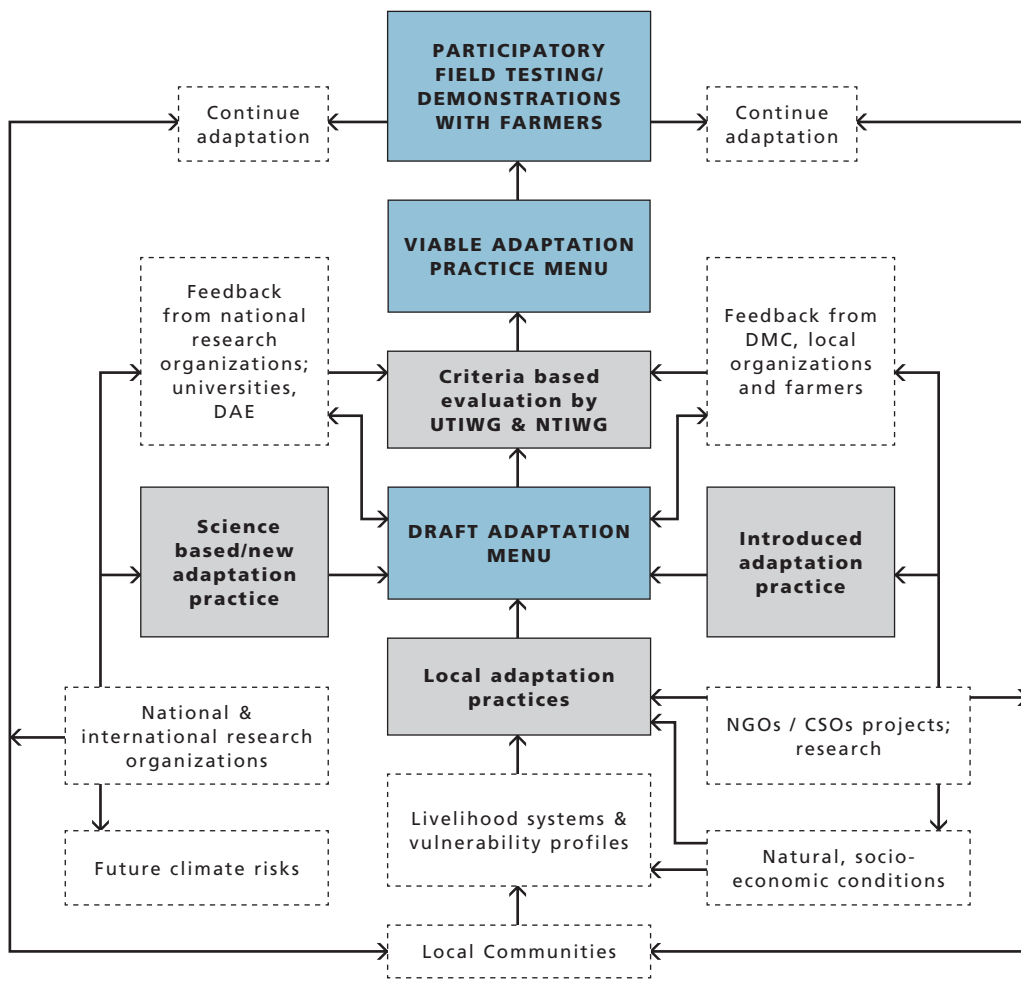 PARTICIPATORY
FIELD TESTING/
DEMONSTRATIONS
WITH FARMERS
Continue
adaptation
Continue
adaptation
VIABLE ADAPTATION
PRACTICE MENU
Feedback
from national
research
organizations;
universities,
DAE
Criteria based
evaluation by
UTIWG & NTIWG
Feedback from
DMC, local
organizations
and farmers
Science
based/new
adaptation
practice
DRAFT ADAPTATION
MENU
Introduced
adaptation
practice
Local adaptation
practices
National &
international research
organizations
NGOs / CSOs projects;
research
Livelihood systems &
vulnerability profiles
Future climate risks
Natural, socio-
economic conditions
Local Communities